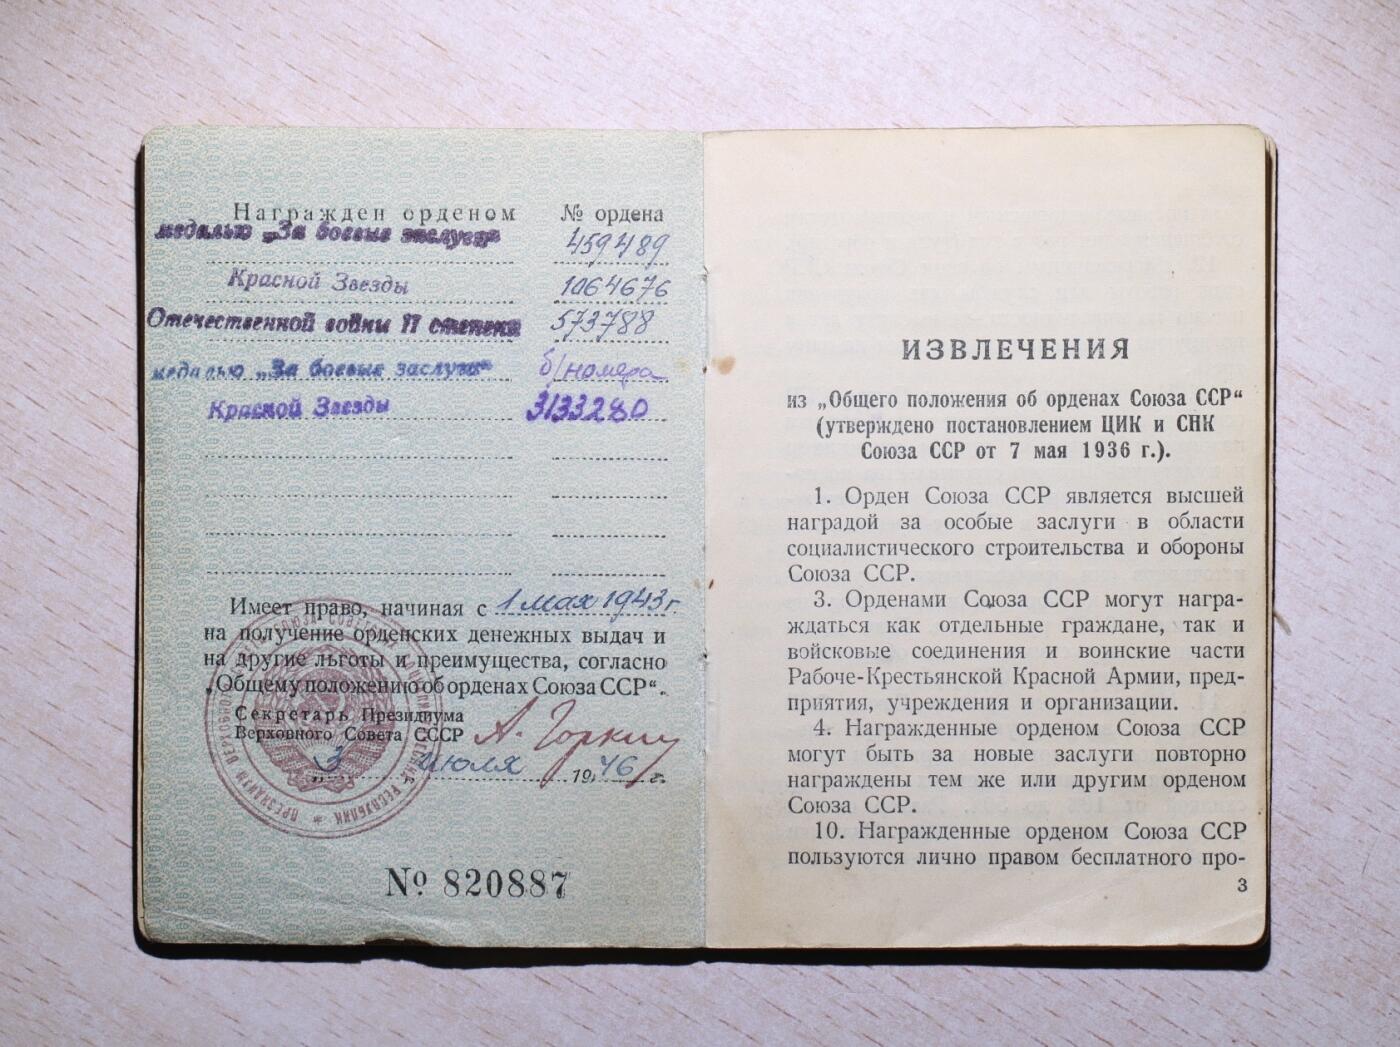 Награжден орденом № ордена
медалью „За боевые заслуги“ 459489
Красной Звезды 1064676
Отечественной войны II степени 573788
медалью „За боевые заслуги“ б/номера
Красной Звезды 3133280
Имеет право, начиная с 1 мая 1943 г.
на получение орденских денежных выдач и
на другие льготы и преимущества, согласно
„Общему положению об орденах Союза ССР“.
Секретарь Президиума
Верховного Совета СССР А. Горкин
„3“ июля 1946 г.
№ 820887
ИЗВЛЕЧЕНИЯ
из „Общего положения об орденах Союза ССР“
(утверждено постановлением ЦИК и СНК
Союза ССР от 7 мая 1936 г.).
1. Орден Союза ССР является высшей
наградой за особые заслуги в области
социалистического строительства и обороны
Союза ССР.
3. Орденами Союза ССР могут награ-
ждаться как отдельные граждане, так и
войсковые соединения и воинские части
Рабоче-Крестьянской Красной Армии, пред-
приятия, учреждения и организации.
4. Награжденные орденом Союза ССР
могут быть за новые заслуги повторно
награждены тем же или другим орденом
Союза ССР.
10. Награжденные орденом Союза ССР
пользуются лично правом бесплатного про-
3